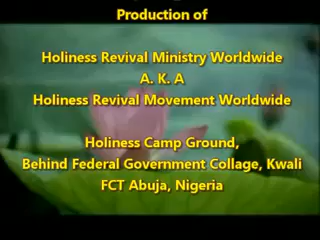 Production of
Holiness Revival Ministry Worldwide
A. K. A
Holiness Revival Movement Worldwide
Holiness Camp Ground,
Behind Federal Government Collage, Kwali
FCT Abuja, Nigeria